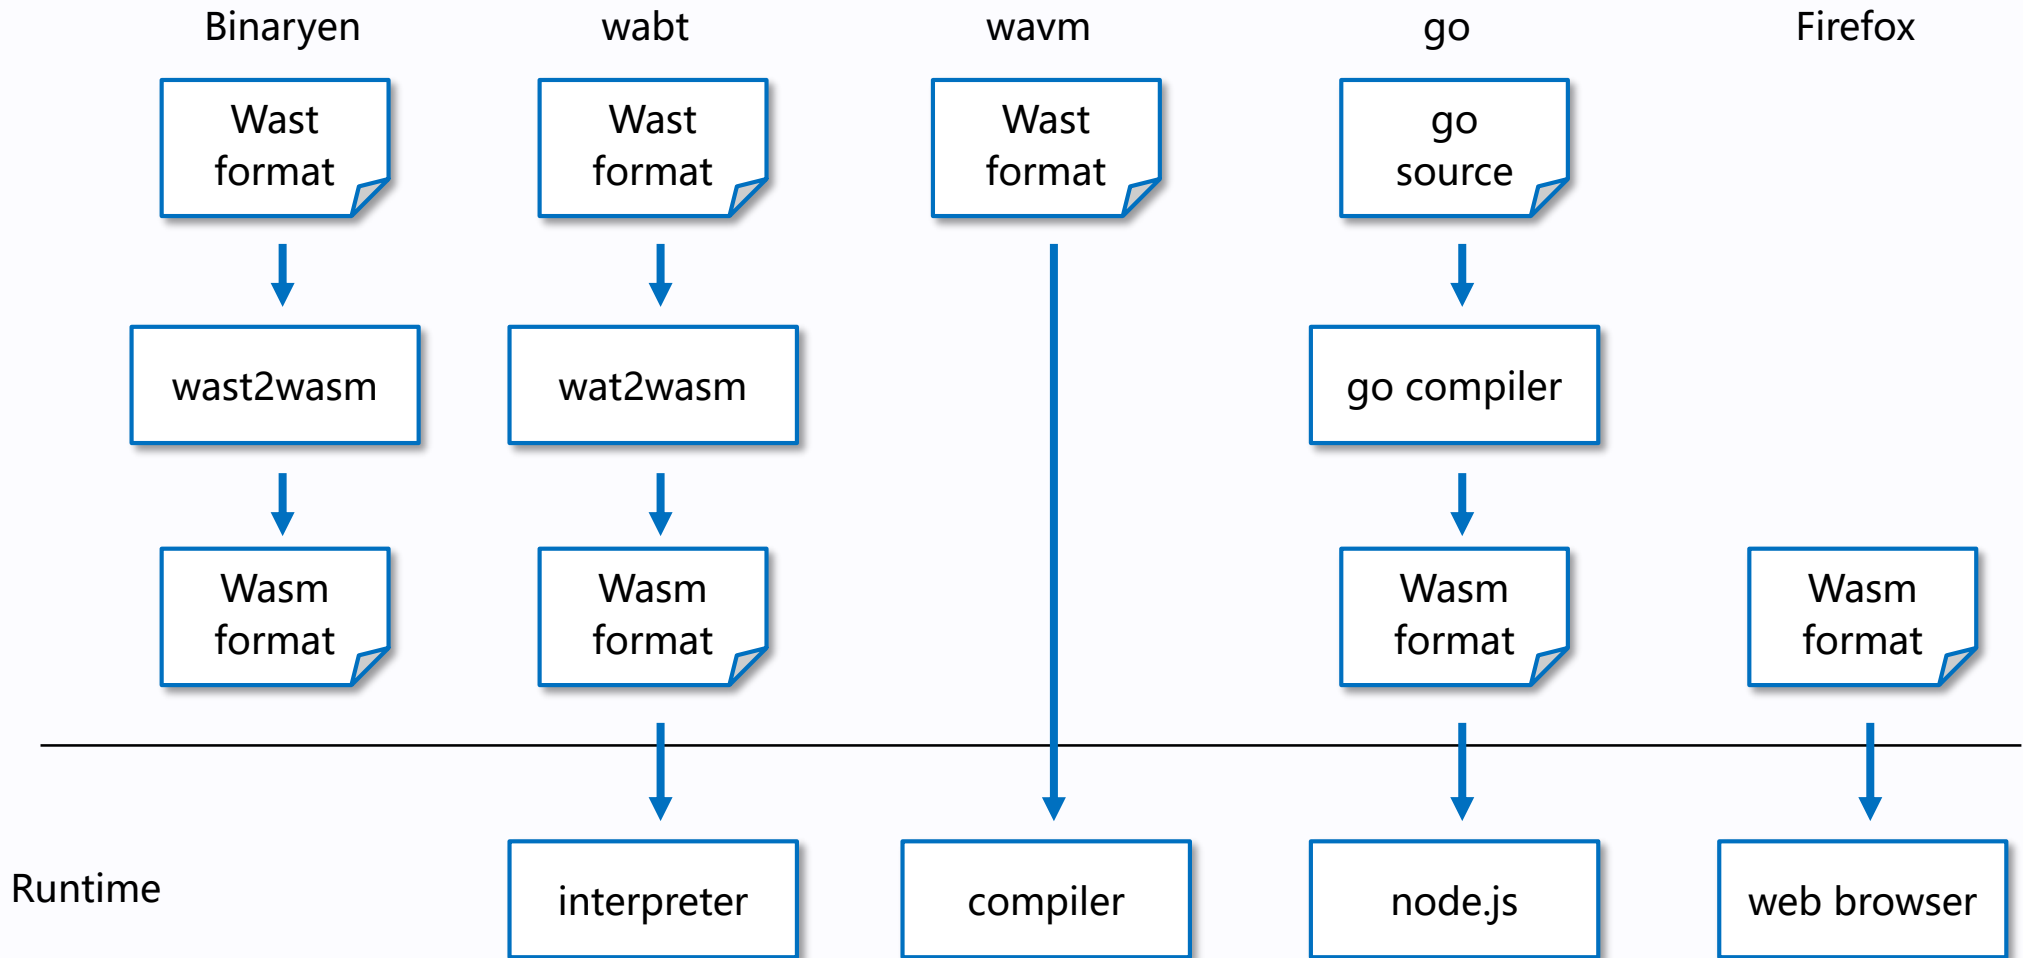 Binaryen
wabt
wavm
go
Firefox
Wast
format
Wast
format
Wast
format
go
source
wast2wasm
wat2wasm
go compiler
Wasm
format
Wasm
format
Wasm
format
Wasm
format
Runtime
interpreter
compiler
node.js
web browser